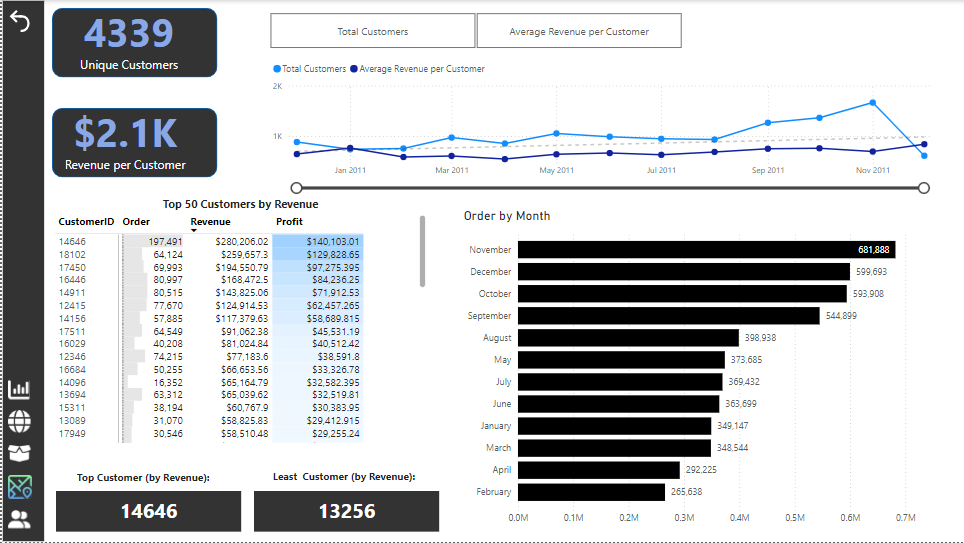 4339
Unique Customers
$2.1K
Revenue per Customer
Total Customers
Average Revenue per Customer
Total Customers Average Revenue per Customer
2K
1K
Jan 2011 Mar 2011 May 2011 Jul 2011 Sep 2011 Nov 2011
Top 50 Customers by Revenue
CustomerID Order Revenue Profit
14646 197,491 $280,206.02 $140,103.01
18102 64,124 $259,657.3 $129,828.65
17450 69,993 $194,550.79 $97,275.395
16446 80,997 $168,472.5 $84,236.25
14911 80,515 $143,825.06 $71,912.53
12415 77,670 $124,914.53 $62,457.265
14156 57,885 $117,379.63 $58,689.815
17511 64,549 $91,062.38 $45,531.19
16029 40,208 $81,024.84 $40,512.42
12346 74,215 $77,183.6 $38,591.8
16684 50,255 $66,653.56 $33,326.78
14096 16,352 $65,164.79 $32,582.395
13694 63,312 $65,039.62 $32,519.81
15311 38,194 $60,767.9 $30,383.95
13089 31,070 $58,825.83 $29,412.915
17949 30,546 $58,510.48 $29,255.24
Top Customer (by Revenue):
14646
Least Customer (by Revenue):
13256
Order by Month
November 681,888
December 599,693
October 593,908
September 544,899
August 398,938
May 373,685
July 369,432
June 363,699
January 349,147
March 348,544
April 292,225
February 265,638
0.0M 0.1M 0.2M 0.3M 0.4M 0.5M 0.6M 0.7M